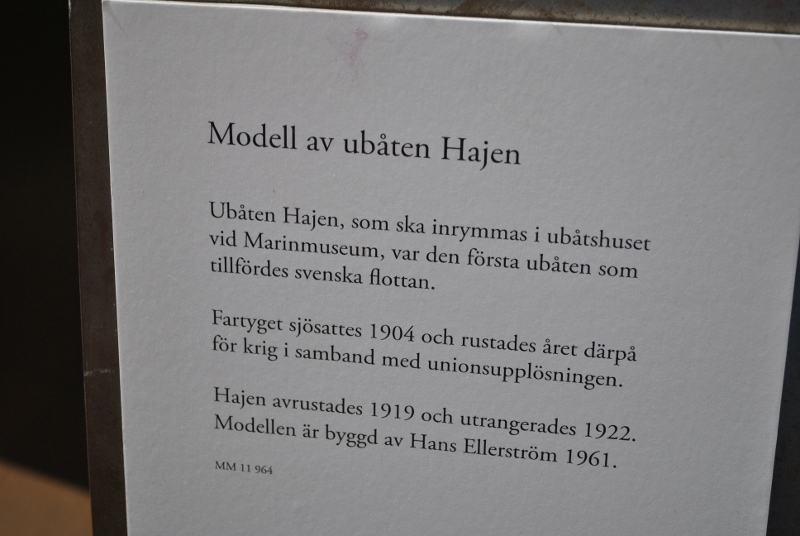 Modell av ubåten Hajen
Ubåten Hajen, som ska inrymmas i ubåtshuset
vid Marinmuseum, var den första ubåten som
tillfördes svenska flottan.
Fartyget sjösattes 1904 och rustades året därpå
för krig i samband med unionsupplösningen.
Hajen avrustades 1919 och utrangerades 1922.
Modellen är byggd av Hans Ellerström 1961.
MM 11 964